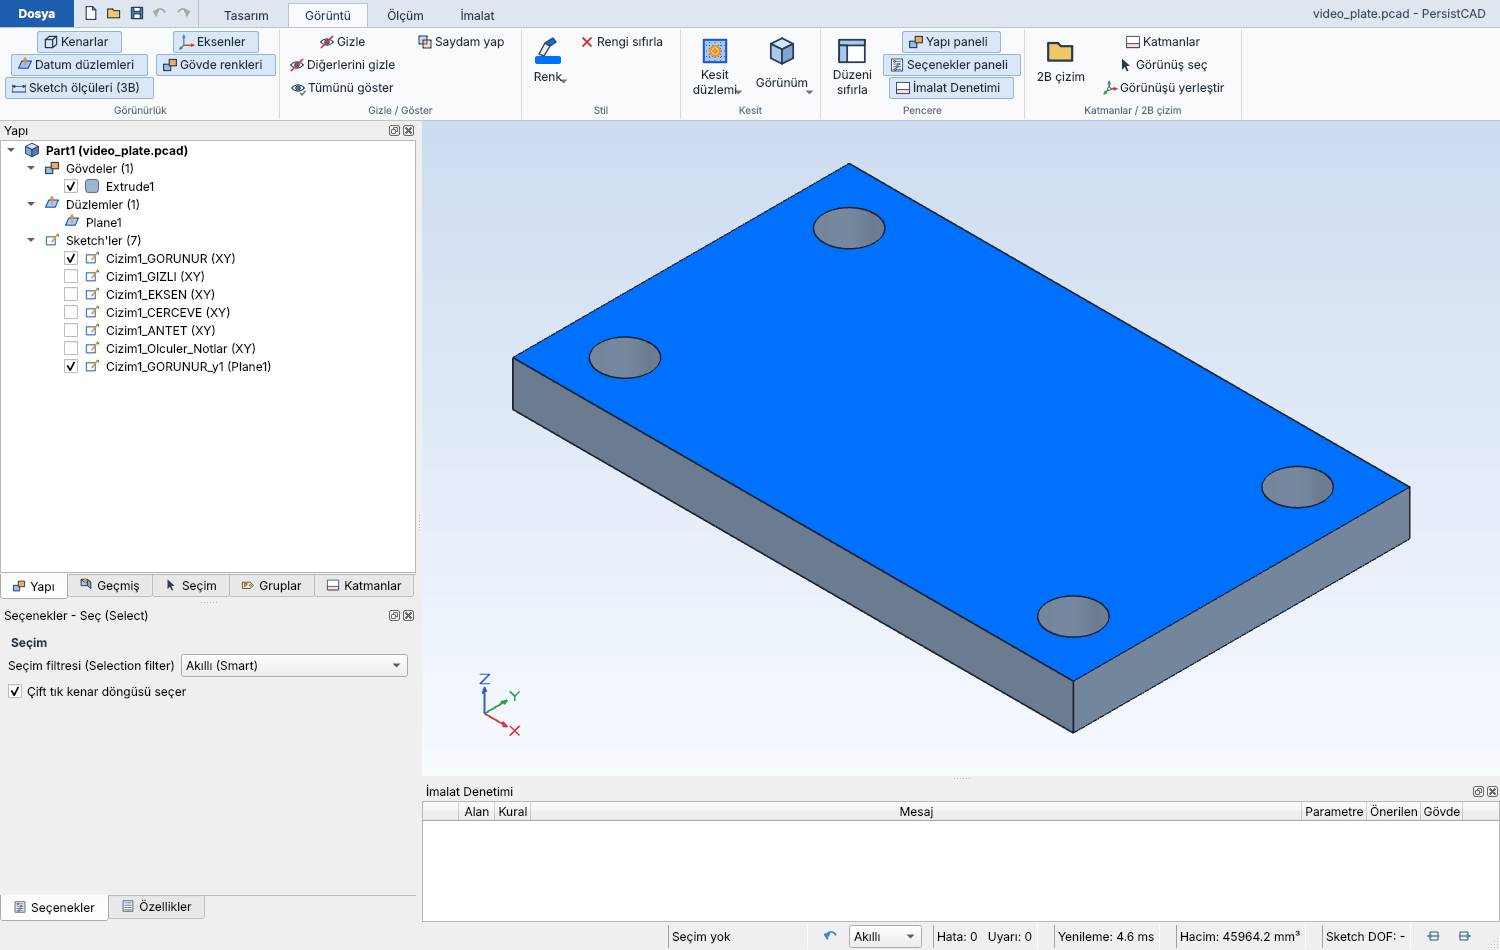 Dosya
Tasarım
Görüntü
Ölçüm
İmalat
video_plate.pcad - PersistCAD
Kenarlar
Eksenler
Datum düzlemleri
Gövde renkleri
Sketch ölçüleri (3B)
Görünürlük
Gizle
Saydam yap
Diğerlerini gizle
Tümünü göster
Gizle / Göster
Renk
Rengi sıfırla
Stil
Kesit düzlemi
Görünüm
Kesit
Düzeni sıfırla
Yapı paneli
Seçenekler paneli
İmalat Denetimi
Pencere
2B çizim
Katmanlar
Görünüş seç
Görünüşü yerleştir
Katmanlar / 2B çizim
Yapı
Part1 (video_plate.pcad)
Gövdeler (1)
Extrude1
Düzlemler (1)
Plane1
Sketch'ler (7)
Cizim1_GORUNUR (XY)
Cizim1_GIZLI (XY)
Cizim1_EKSEN (XY)
Cizim1_CERCEVE (XY)
Cizim1_ANTET (XY)
Cizim1_Olculer_Notlar (XY)
Cizim1_GORUNUR_y1 (Plane1)
Yapı
Geçmiş
Seçim
Gruplar
Katmanlar
Seçenekler - Seç (Select)
Seçim
Seçim filtresi (Selection filter)
Akıllı (Smart)
Çift tık kenar döngüsü seçer
Seçenekler
Özellikler
Z
Y
X
İmalat Denetimi
Alan
Kural
Mesaj
Parametre
Önerilen
Gövde
Seçim yok
Akıllı
Hata: 0
Uyarı: 0
Yenileme: 4.6 ms
Hacim: 45964.2 mm³
Sketch DOF: -